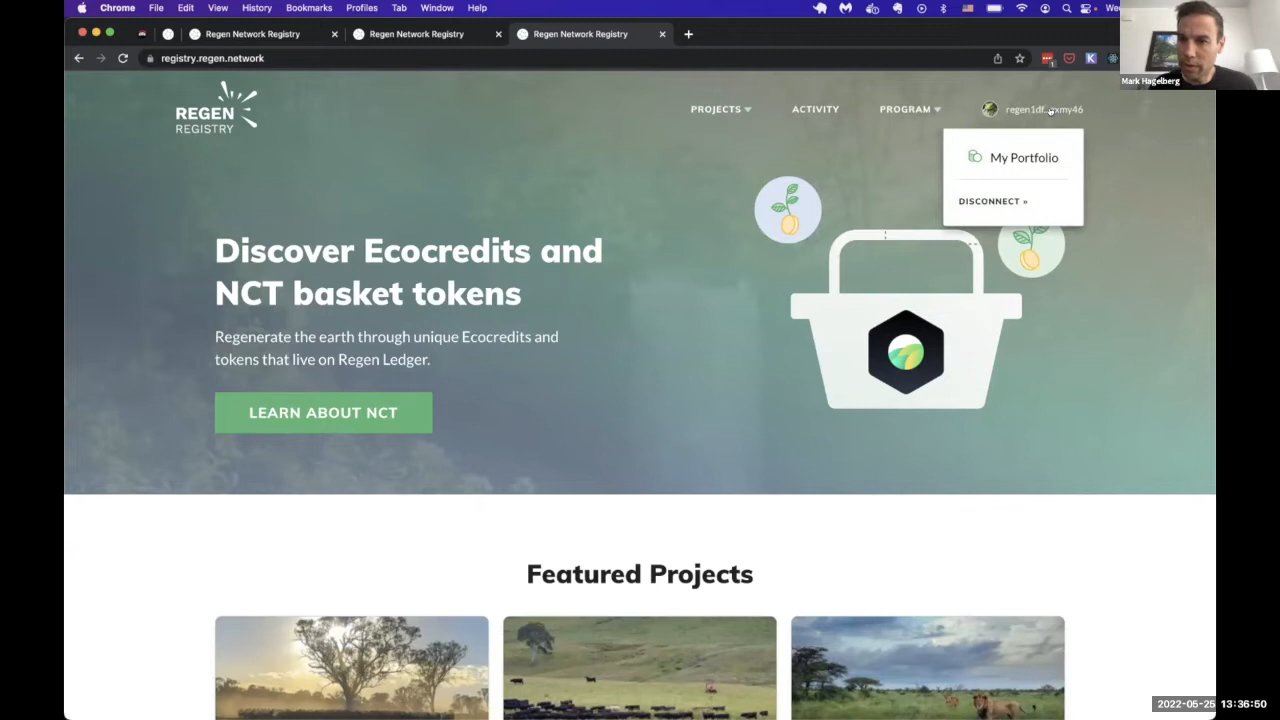 Chrome File Edit View History Bookmarks Profiles Tab Window Help
Regen Network Registry
Regen Network Registry
Regen Network Registry
registry.regen.network
Mark Hagelberg
REGEN
REGISTRY
PROJECTS ACTIVITY PROGRAM
My Portfolio
DISCONNECT »
Discover Ecocredits and
NCT basket tokens
Regenerate the earth through unique Ecocredits and
tokens that live on Regen Ledger.
LEARN ABOUT NCT
Featured Projects
2022-05-25 13:36:50